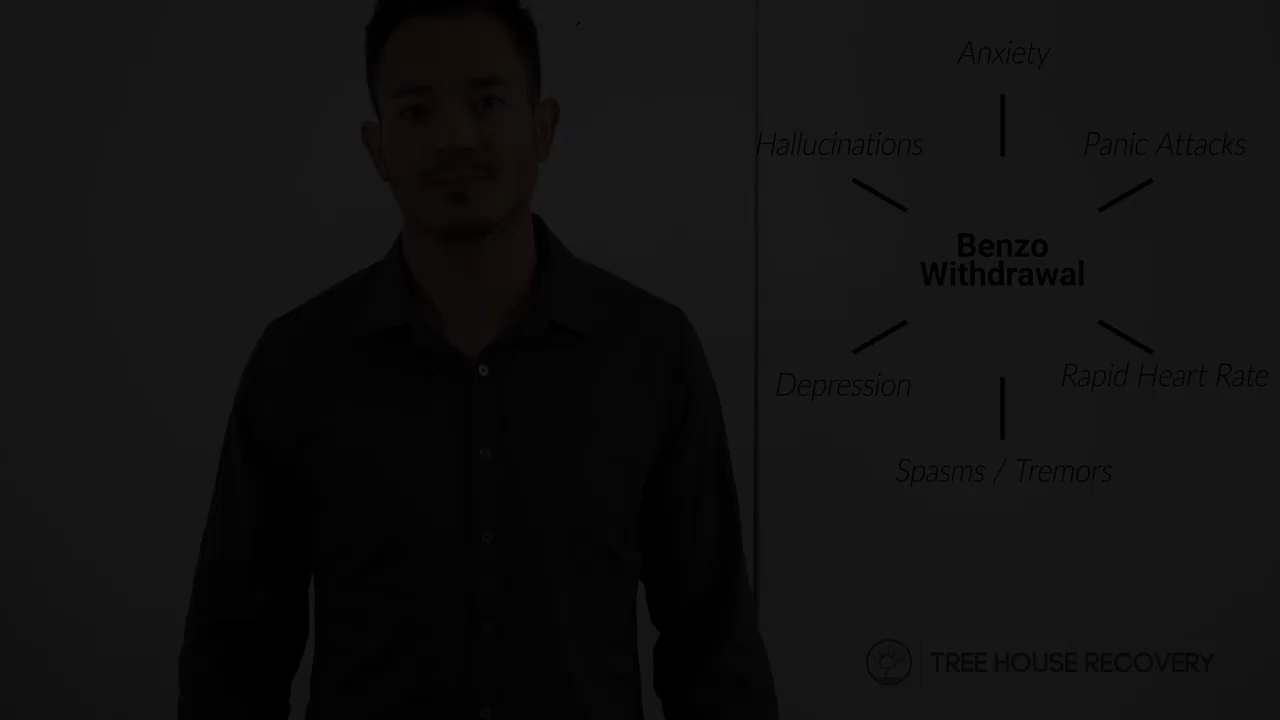 Anxiety
Hallucinations
Panic Attacks
Benzo
Withdrawal
Depression
Rapid Heart Rate
Spasms / Tremors
TREE HOUSE RECOVERY